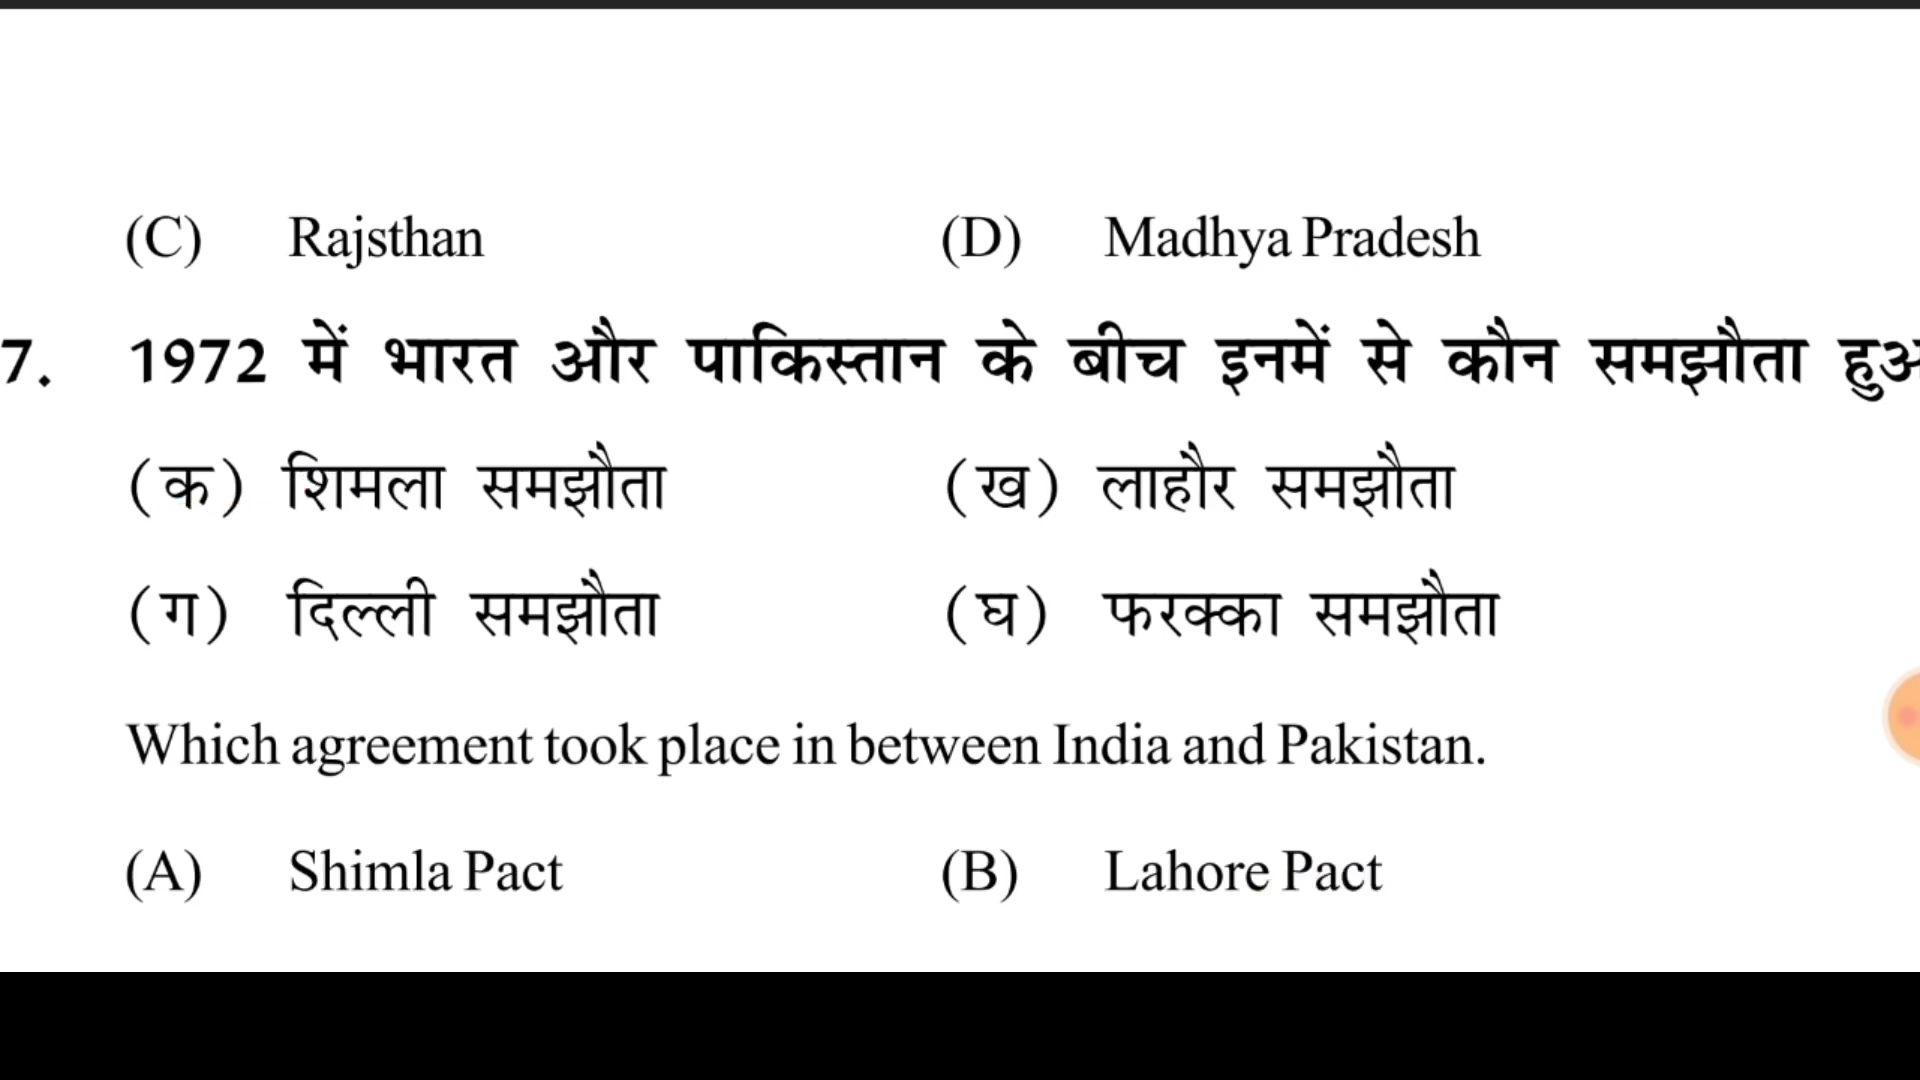 (C) Rajsthan (D) Madhya Pradesh
7. 1972 में भारत और पाकिस्तान के बीच इनमें से कौन समझौता हुअ
(क) शिमला समझौता (ख) लाहौर समझौता
(ग) दिल्ली समझौता (घ) फरक्का समझौता
Which agreement took place in between India and Pakistan.
(A) Shimla Pact (B) Lahore Pact